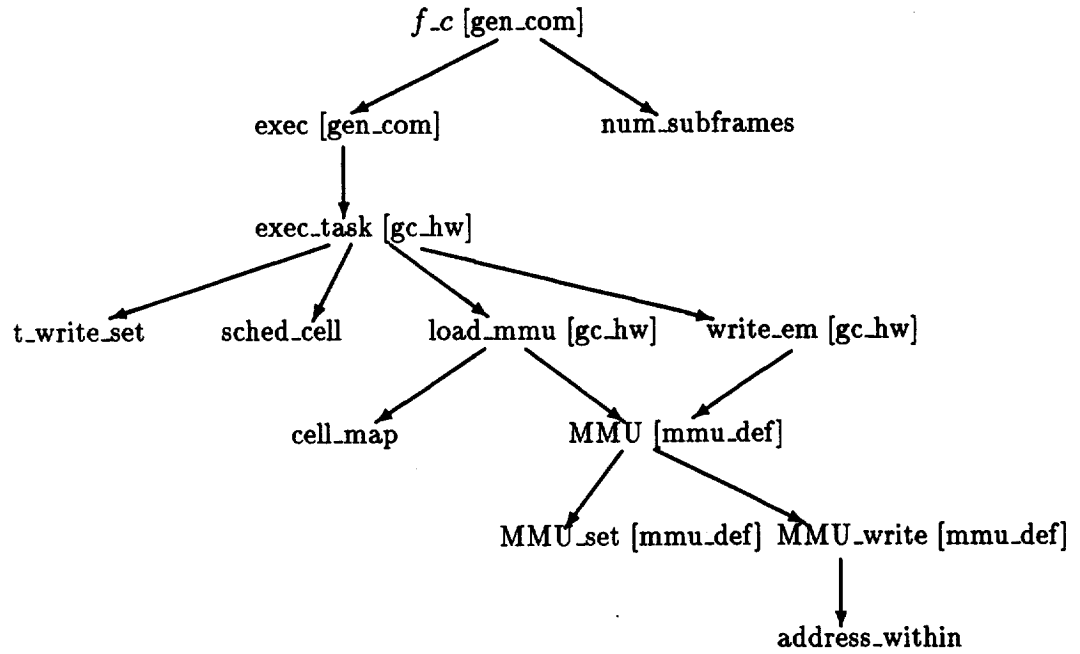 f_c [gen_com]
exec [gen_com] num_subframes
exec_task [gc_hw]
t_write_set sched_cell load_mmu [gc_hw] write_em [gc_hw]
cell_map MMU [mmu_def]
MMU_set [mmu_def] MMU_write [mmu_def]
address_within